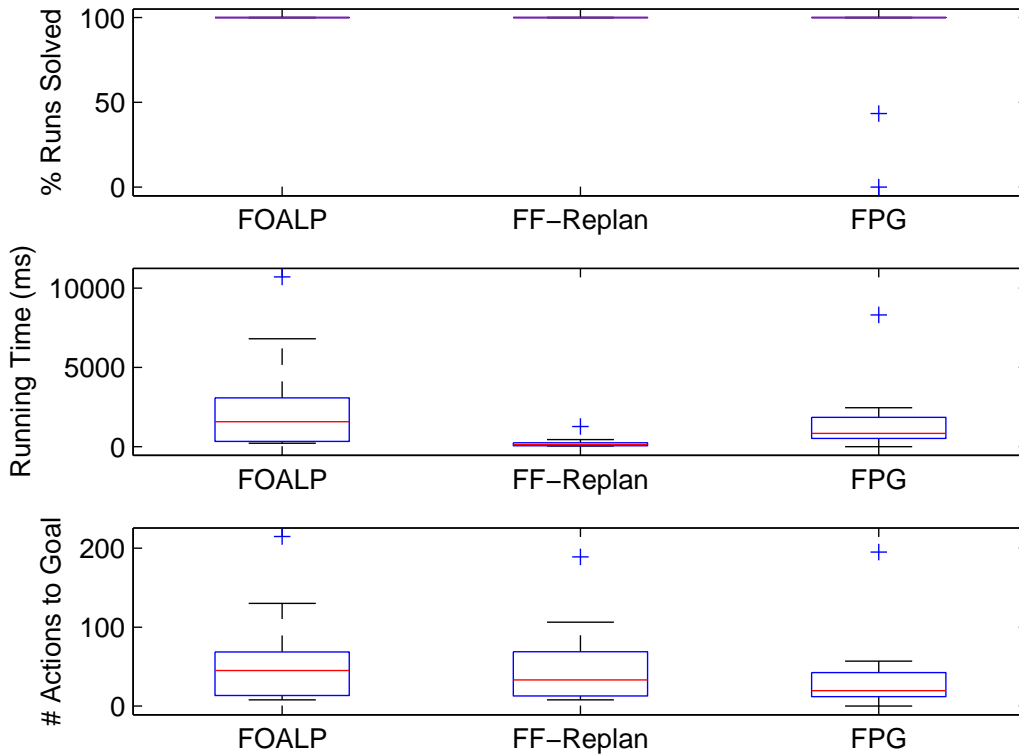 % Runs Solved
100
50
0
FOALP
FF−Replan
FPG
Running Time (ms)
10000
5000
0
FOALP
FF−Replan
FPG
# Actions to Goal
200
100
0
FOALP
FF−Replan
FPG